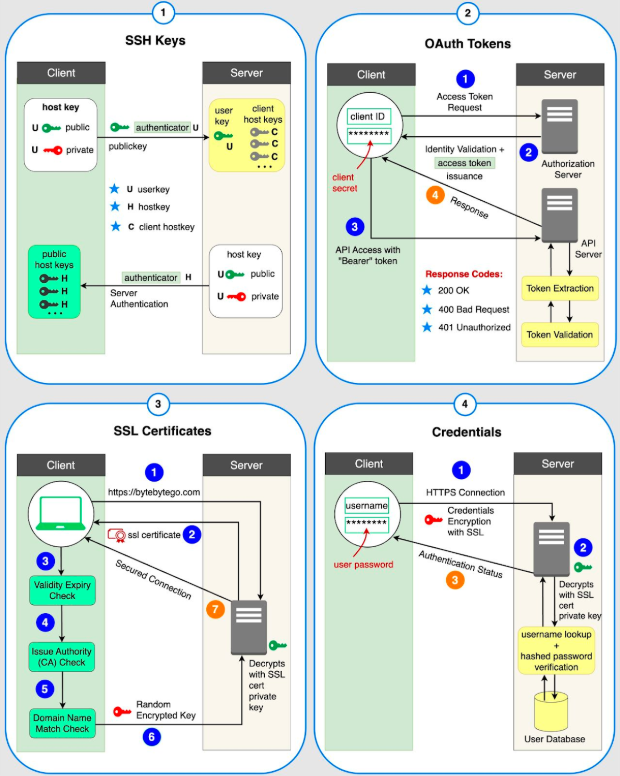 1
SSH Keys
Client
Server
host key
U public
U private
authenticator U
publickey
user
key
U
client
host keys
C
C
C
...
U userkey
H hostkey
C client hostkey
public
host keys
H
H
H
...
authenticator H
Server
Authentication
host key
U public
U private
2
OAuth Tokens
Client
Server
client ID
********
client
secret
1
Access Token
Request
2
Identity Validation +
access token
issuance
Authorization
Server
4
Response
3
API Access with
"Bearer" token
API
Server
Response Codes:
200 OK
400 Bad Request
401 Unauthorized
Token Extraction
Token Validation
3
SSL Certificates
Client
Server
1
https://bytebytego.com
ssl certificate 2
Secured Connection
7
3
Validity Expiry
Check
4
Issue Authority
(CA) Check
5
Domain Name
Match Check
Random
Encrypted Key
6
Decrypts
with SSL
cert
private
key
4
Credentials
Client
Server
username
********
user password
1
HTTPS Connection
Credentials
Encryption
with SSL
2
Authentication Status
3
Decrypts
with SSL
cert
private key
username lookup
+
hashed password
verification
User Database